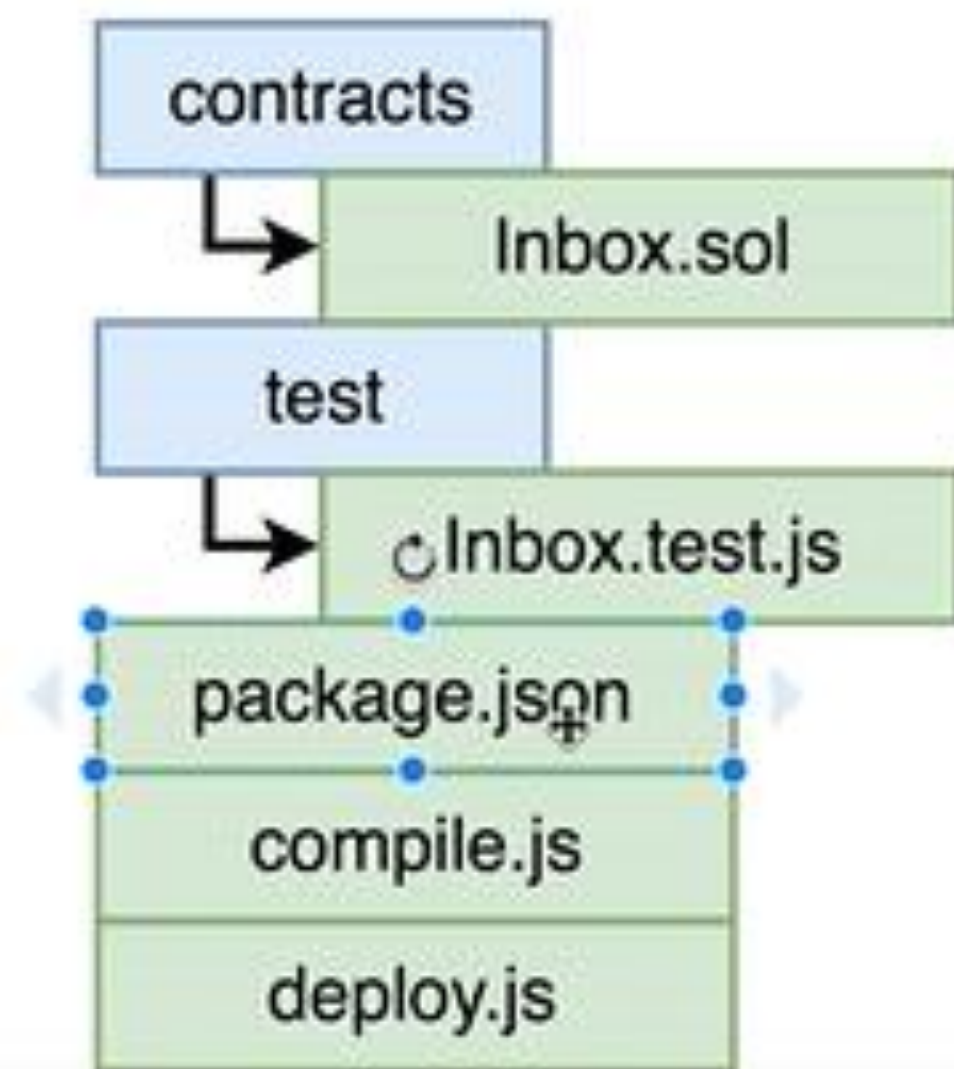 contracts
Inbox.sol
test
Inbox.test.js
package.json
compile.js
deploy.js